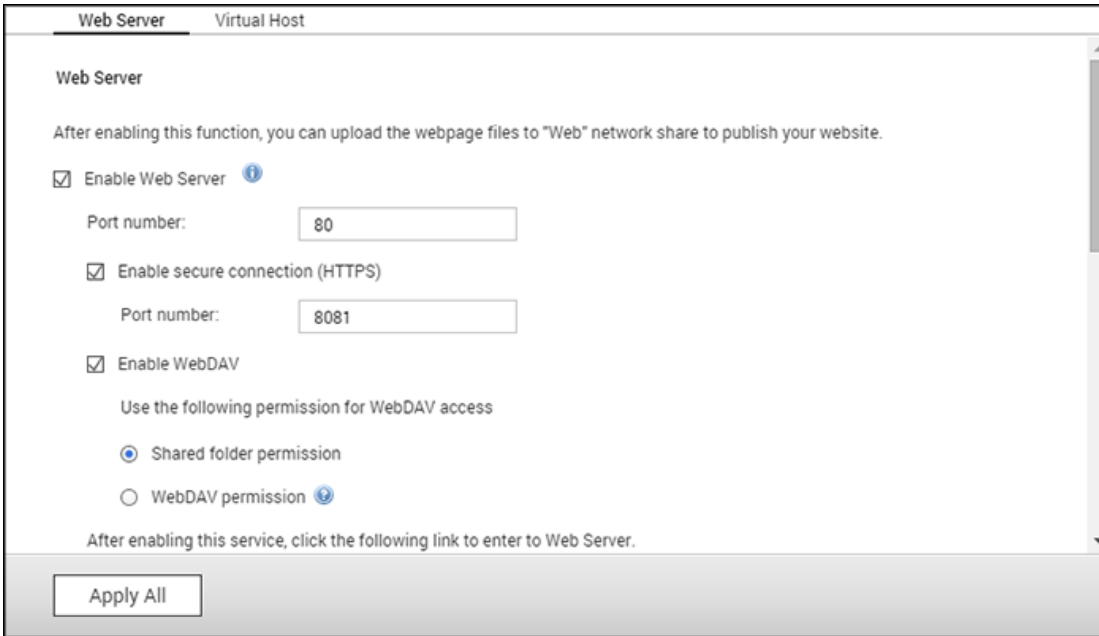 Web Server Virtual Host
Web Server
After enabling this function, you can upload the webpage files to "Web" network share to publish your website.
Enable Web Server
Port number: 80
Enable secure connection (HTTPS)
Port number: 8081
Enable WebDAV
Use the following permission for WebDAV access
Shared folder permission
WebDAV permission
After enabling this service, click the following link to enter to Web Server.
Apply All